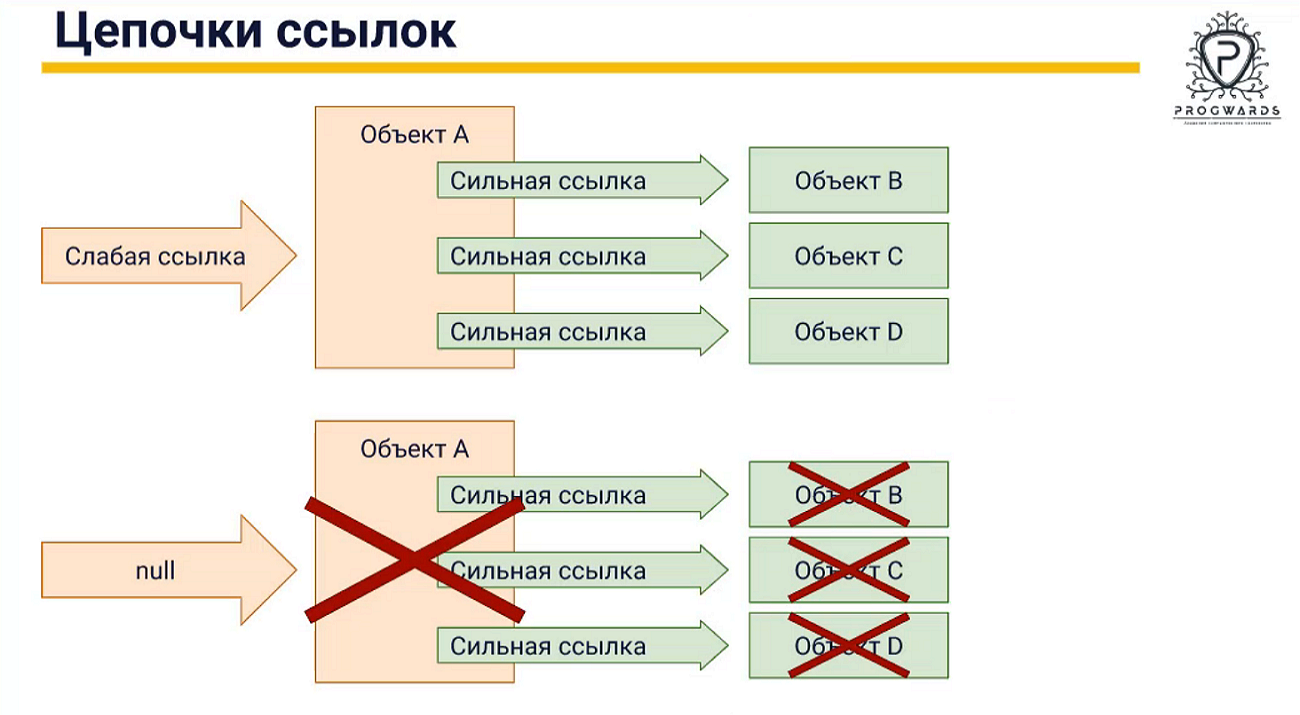 Цепочки ссылок
PROGWARDS
Объект A
Сильная ссылка
Объект B
Слабая ссылка
Сильная ссылка
Объект C
Сильная ссылка
Объект D
Объект A
Сильная ссылка
Объект B
null
Сильная ссылка
Объект C
Сильная ссылка
Объект D